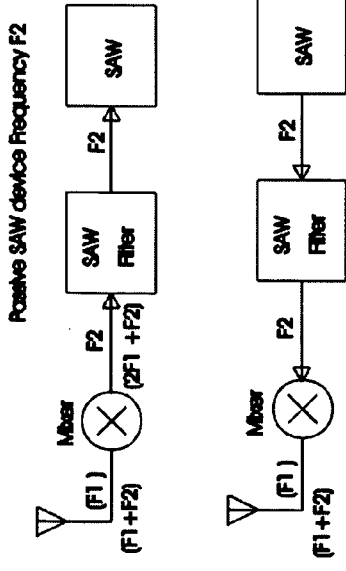 Passive SAW device Frequency F2
Mixer
(F1)
(F1+F2)
F2
(2F1 +F2)
SAW
Filter
F2
SAW
Mixer
(F1)
(F1+F2)
F2
SAW
Filter
F2
SAW